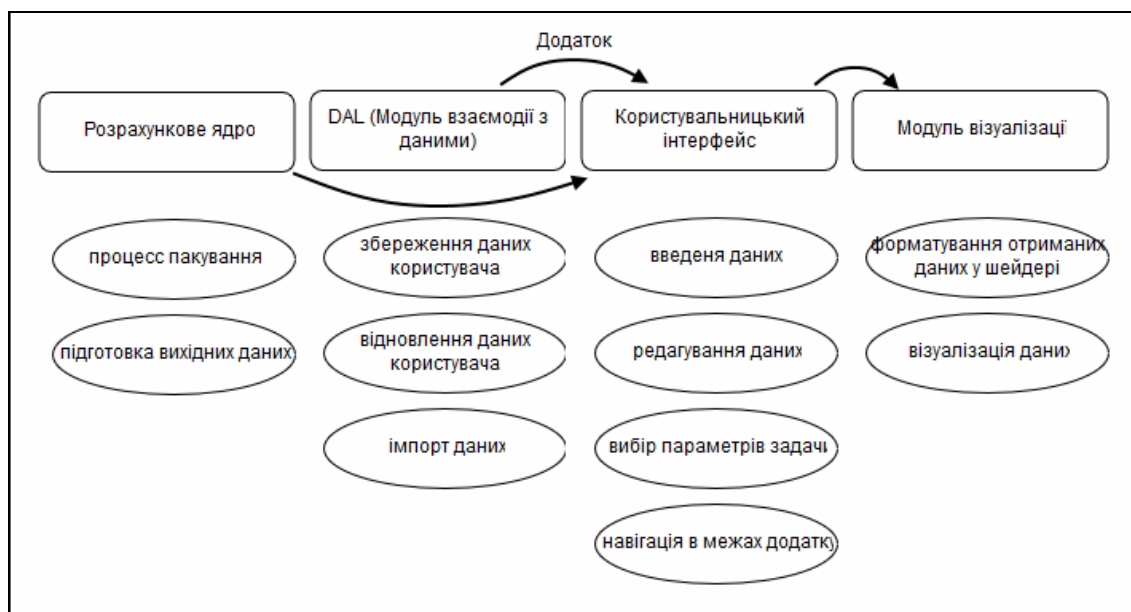 Додаток
Розрахункове ядро
DAL (Модуль взаємодії з
даними)
Користувальницький
інтерфейс
Модуль візуалізації
процесс пакування
збереження даних
користувача
введеня даних
форматування отриманих
даних у шейдері
підготовка вихідних даних
відновлення даних
користувача
редагування даних
візуалізація даних
імпорт даних
вибір параметрів задачи
навігація в межах додатку